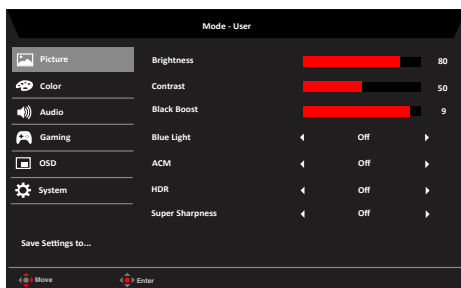 Mode - User
Picture
Brightness 80
Color
Contrast 50
Audio
Black Boost 9
Gaming
Blue Light Off
OSD
ACM Off
System
HDR Off
Super Sharpness Off
Save Settings to...
Move Enter